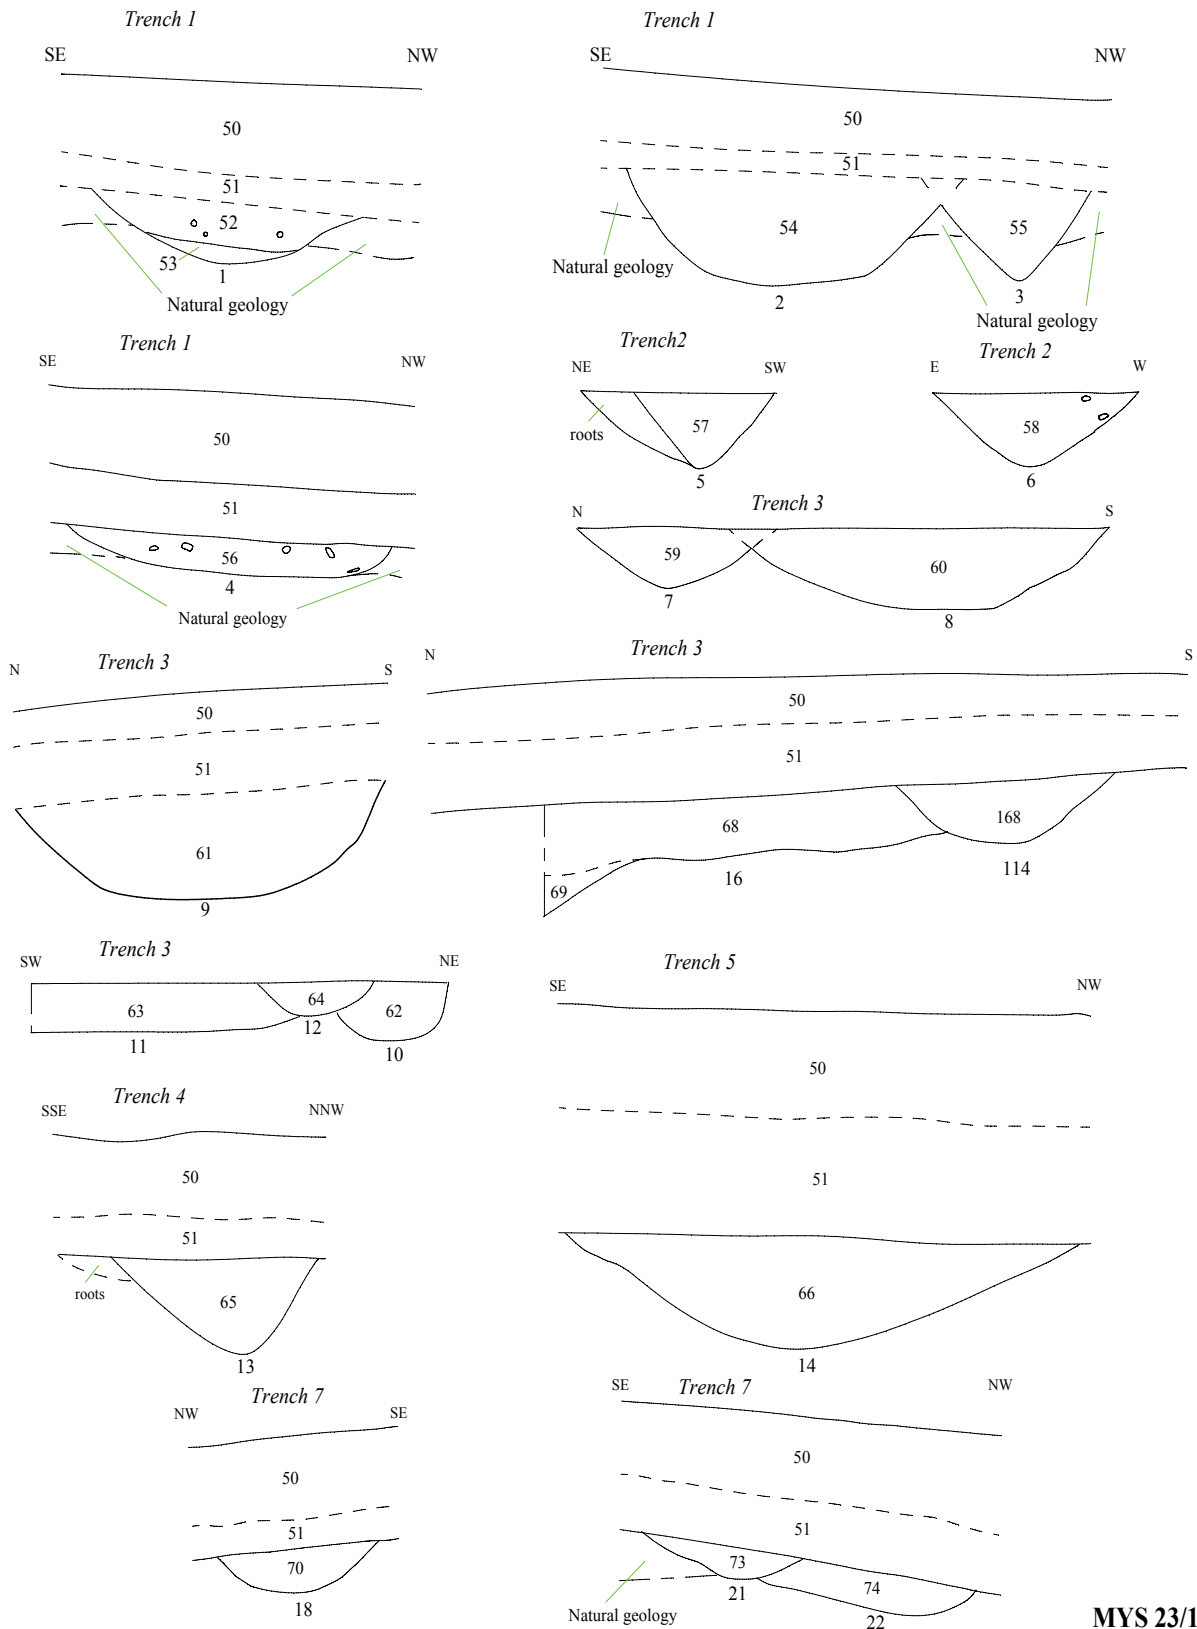 Trench 1
SE NW
50
51
52
53
1
Natural geology
Trench 1
SE NW
50
51
54 55
Natural geology
2 3
Natural geology
Trench 1
SE NW
50
51
56
4
Natural geology
Trench2
NE SW
57
roots
5
Trench 2
E W
58
6
Trench 3
N S
59 60
7 8
Trench 3
N S
50
51
61
9
Trench 3
N S
50
51
68 168
69 16 114
Trench 3
SW NE
63 64 62
11 12 10
Trench 5
SE NW
50
51
66
14
Trench 4
SSE NNW
50
51
roots
65
13
Trench 7
NW SE
50
51
70
18
Trench 7
SE NW
50
51
73 74
21 22
Natural geology
MYS 23/1